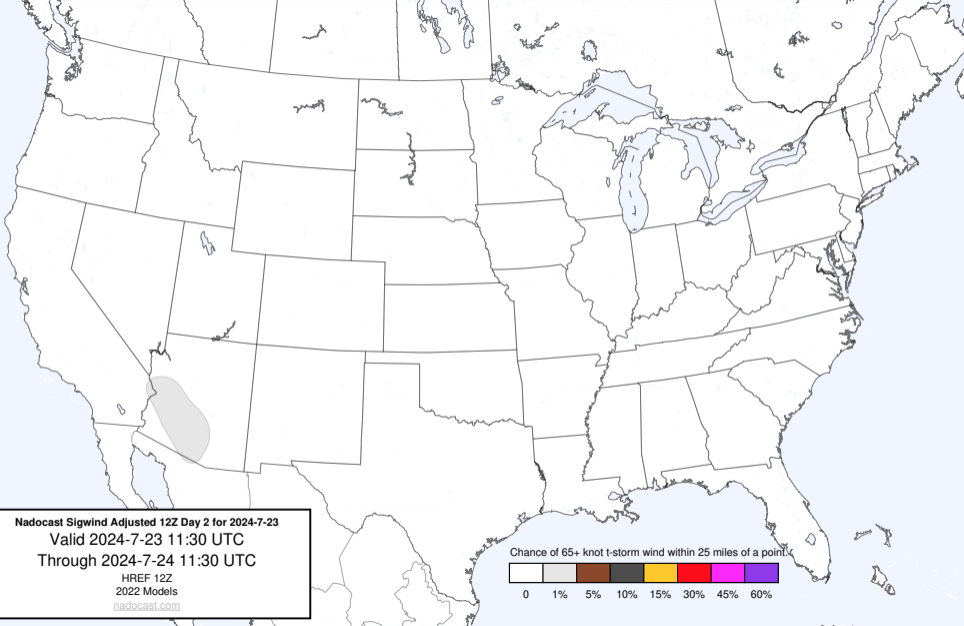 Nadocast Sigwind Adjusted 12Z Day 2 for 2024-7-23
Valid 2024-7-23 11:30 UTC
Through 2024-7-24 11:30 UTC
HREF 12Z
2022 Models
nadocast.com
Chance of 65+ knot t-storm wind within 25 miles of a point.
0 1% 5% 10% 15% 30% 45% 60%